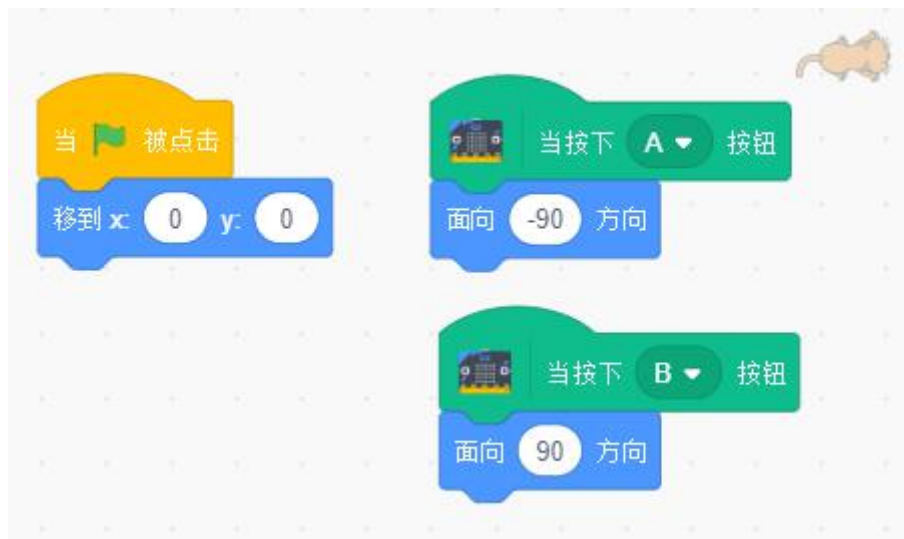 当 被点击
移到 x: 0 y: 0
当按下 A 按钮
面向 -90 方向
当按下 B 按钮
面向 90 方向